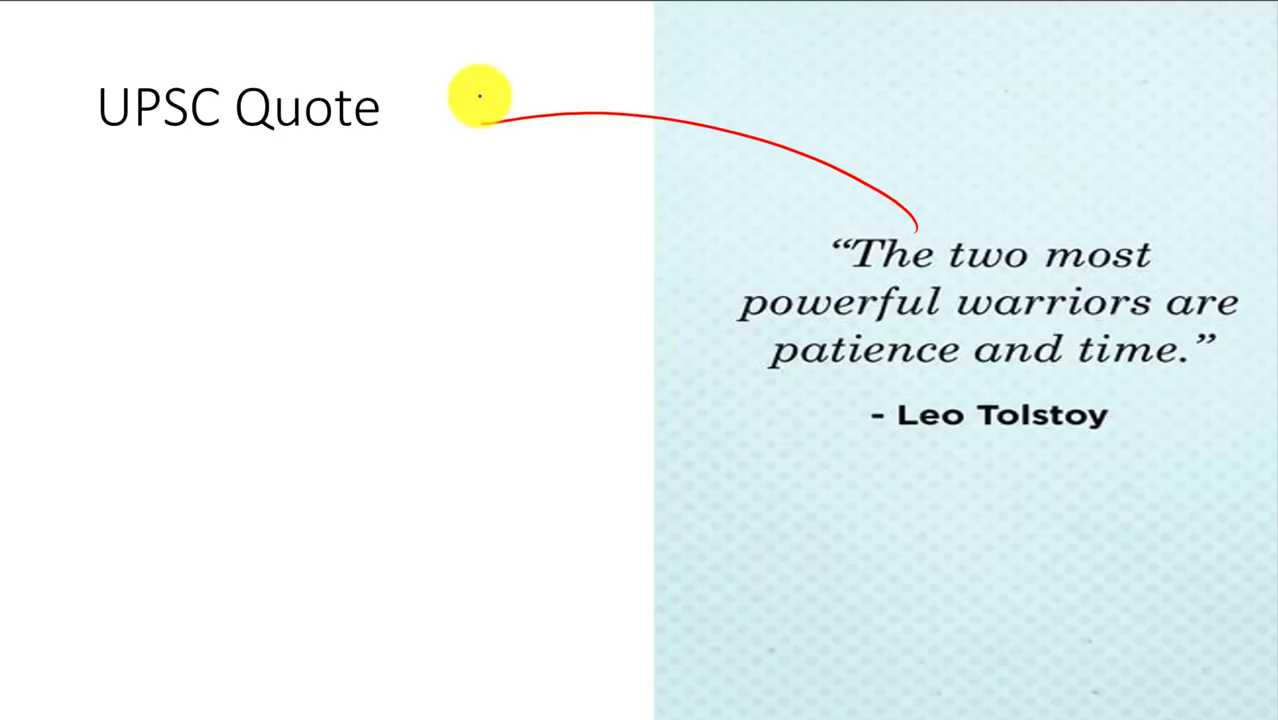 UPSC Quote
“The two most
powerful warriors are
patience and time.”
- Leo Tolstoy